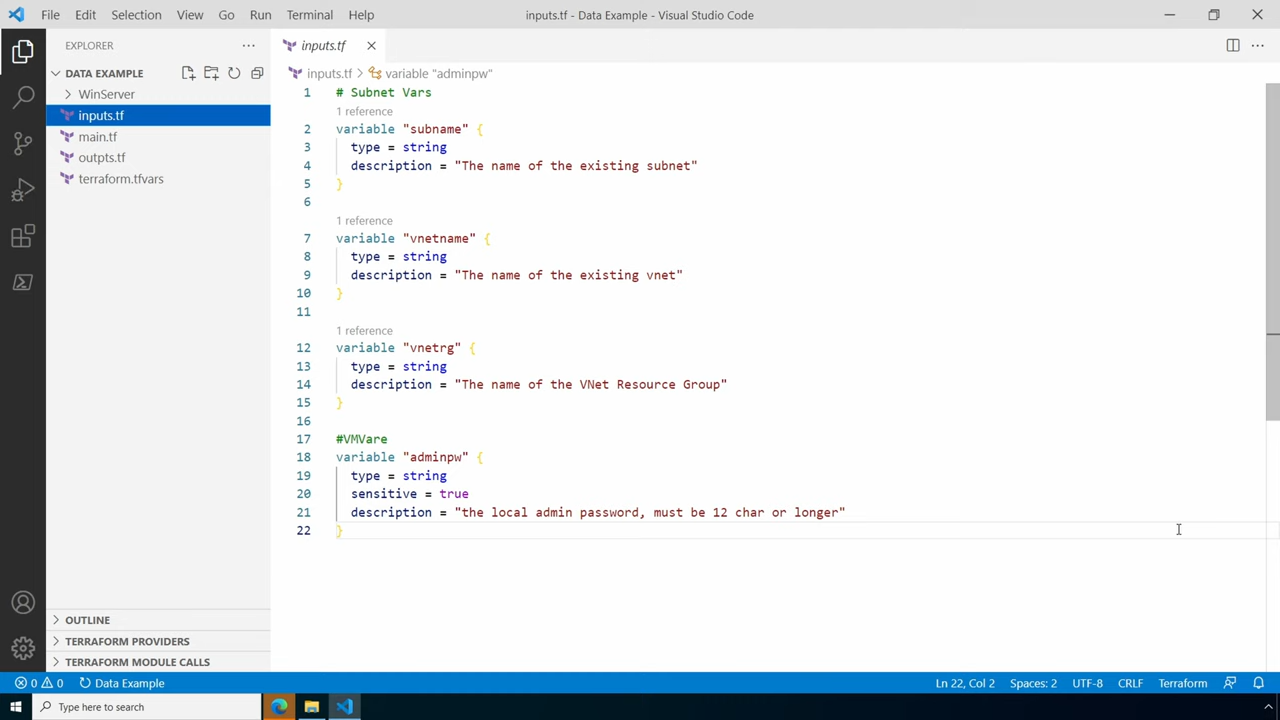 File Edit Selection View Go Run Terminal Help
inputs.tf - Data Example - Visual Studio Code
EXPLORER
DATA EXAMPLE
WinServer
inputs.tf
main.tf
outpts.tf
terraform.tfvars
OUTLINE
TERRAFORM PROVIDERS
TERRAFORM MODULE CALLS
inputs.tf
inputs.tf > variable "adminpw"
1 # Subnet Vars
1 reference
2 variable "subname" {
3 type = string
4 description = "The name of the existing subnet"
5 }
6
1 reference
7 variable "vnetname" {
8 type = string
9 description = "The name of the existing vnet"
10 }
11
1 reference
12 variable "vnetrg" {
13 type = string
14 description = "The name of the VNet Resource Group"
15 }
16
17 #VMVare
18 variable "adminpw" {
19 type = string
20 sensitive = true
21 description = "the local admin password, must be 12 char or longer"
22 }
0 0 Data Example
Ln 22, Col 2 Spaces: 2 UTF-8 CRLF Terraform
Type here to search